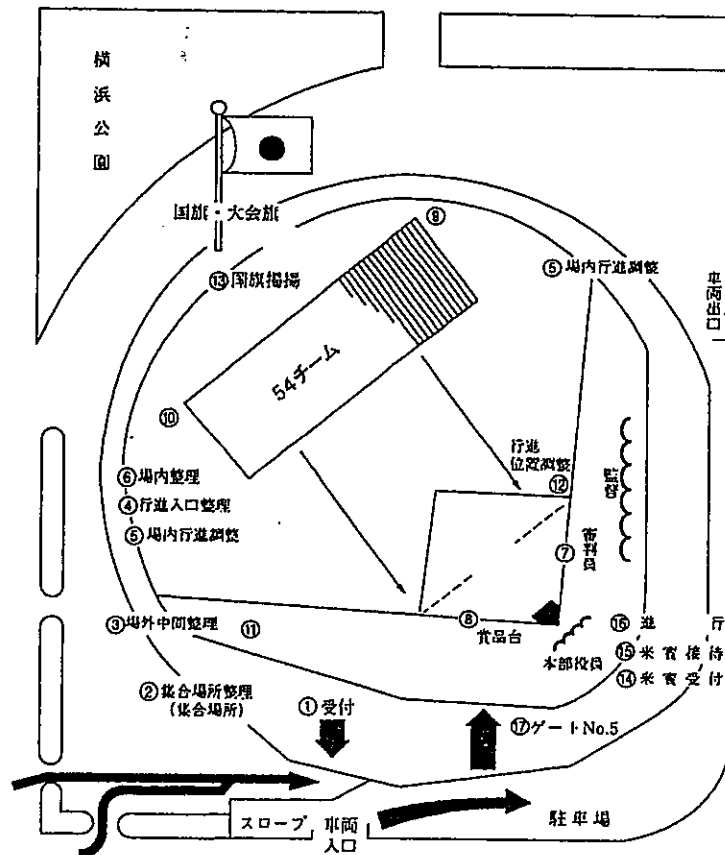 横浜公園
国旗・大会旗
⑨
⑤場内行進調整
車両出口
⑬国旗掲揚
54チーム
⑩
行進
位置調整
⑫
監督
⑥場内整理
④行進入口整理
⑤場内行進調整
⑦
審判員
③場外中間整理
⑪
⑧
賞品台
本部役員
⑯進行
⑮来賓接待
⑭来賓受付
②集合場所整理
(集合場所)
①受付
⑰ゲートNo.5
スロープ
車両
入口
駐車場